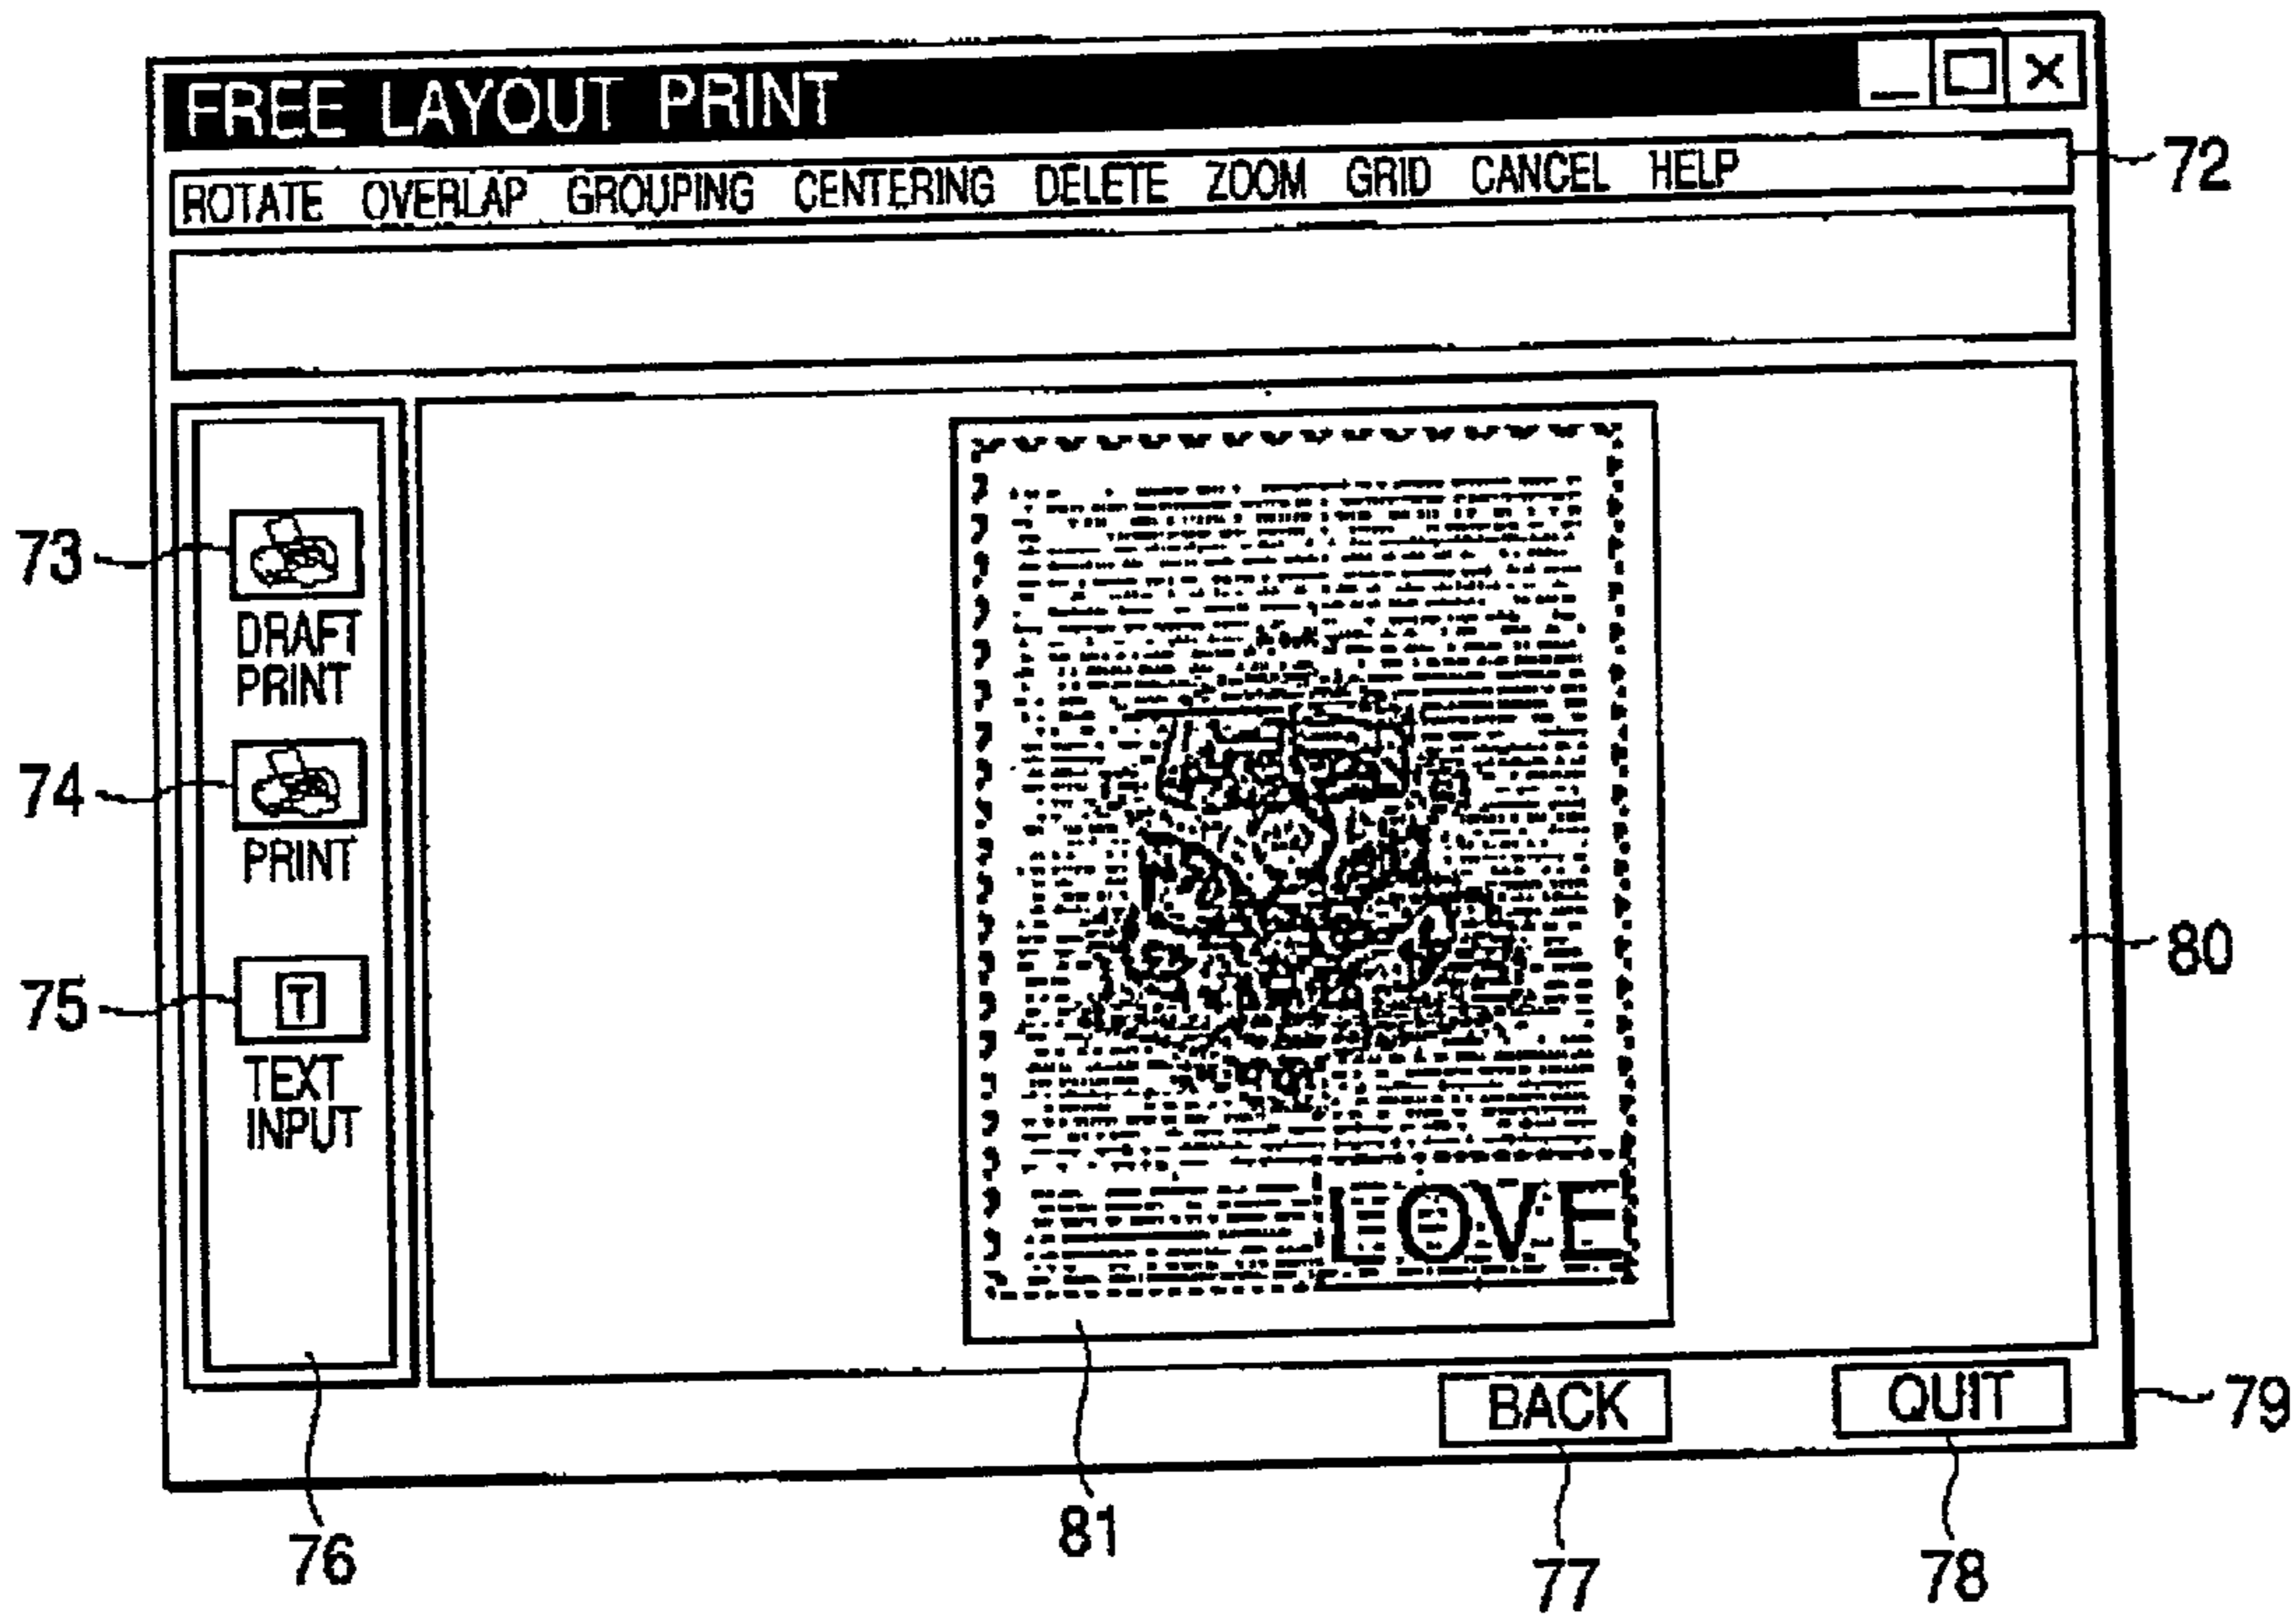 FREE LAYOUT PRINT
ROTATE OVERLAP GROUPING CENTERING DELETE ZOOM GRID CANCEL HELP
72
73
DRAFT
PRINT
74
PRINT
75
T
TEXT
INPUT
80
LOVE
BACK
QUIT
79
76
81
77
78